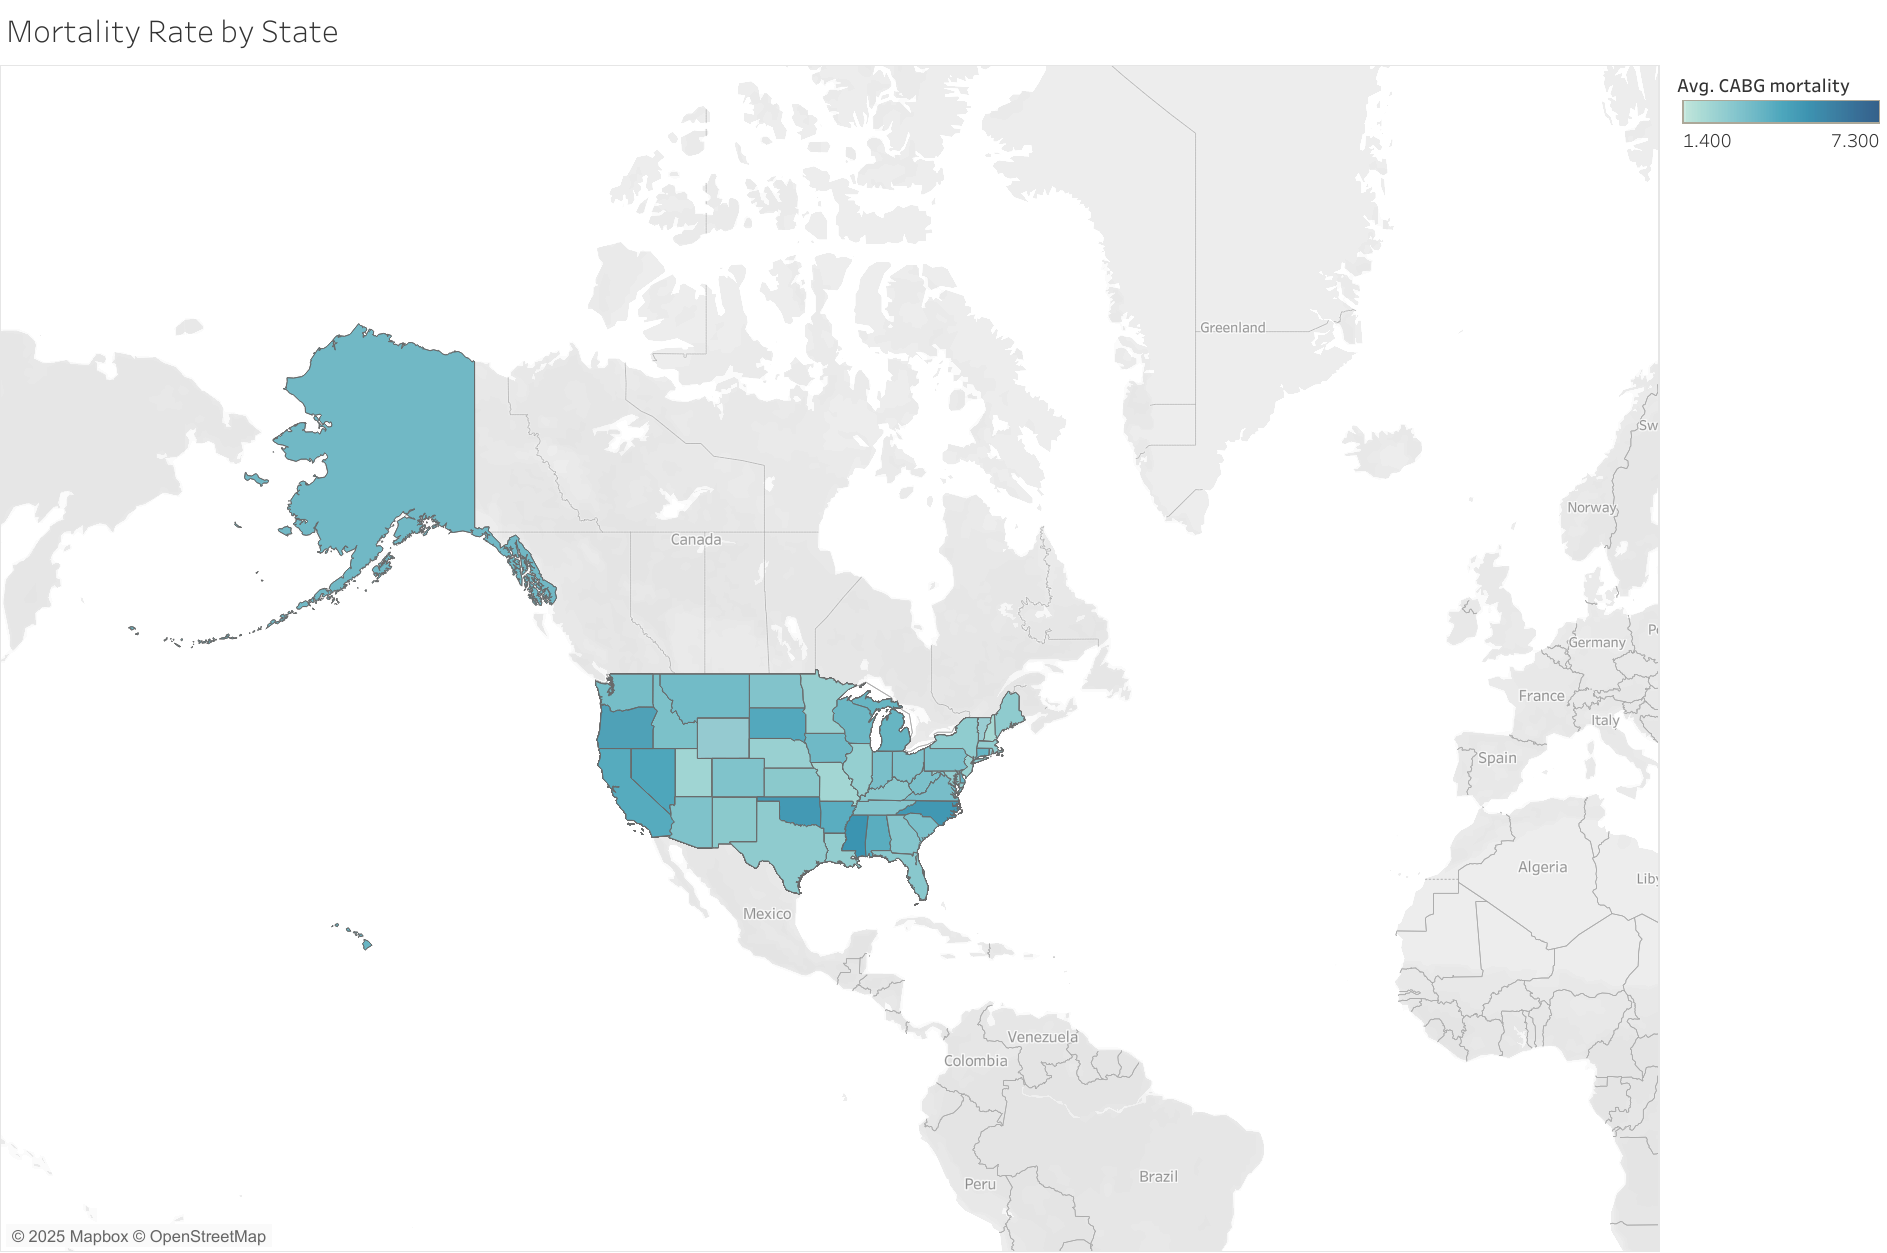 Mortality Rate by State
Avg. CABG mortality
1.400 7.300
Greenland
Sw
Norway
Canada
Germany
France
Italy
Spain
Algeria
Mexico
Venezuela
Colombia
Brazil
Peru
© 2025 Mapbox © OpenStreetMap